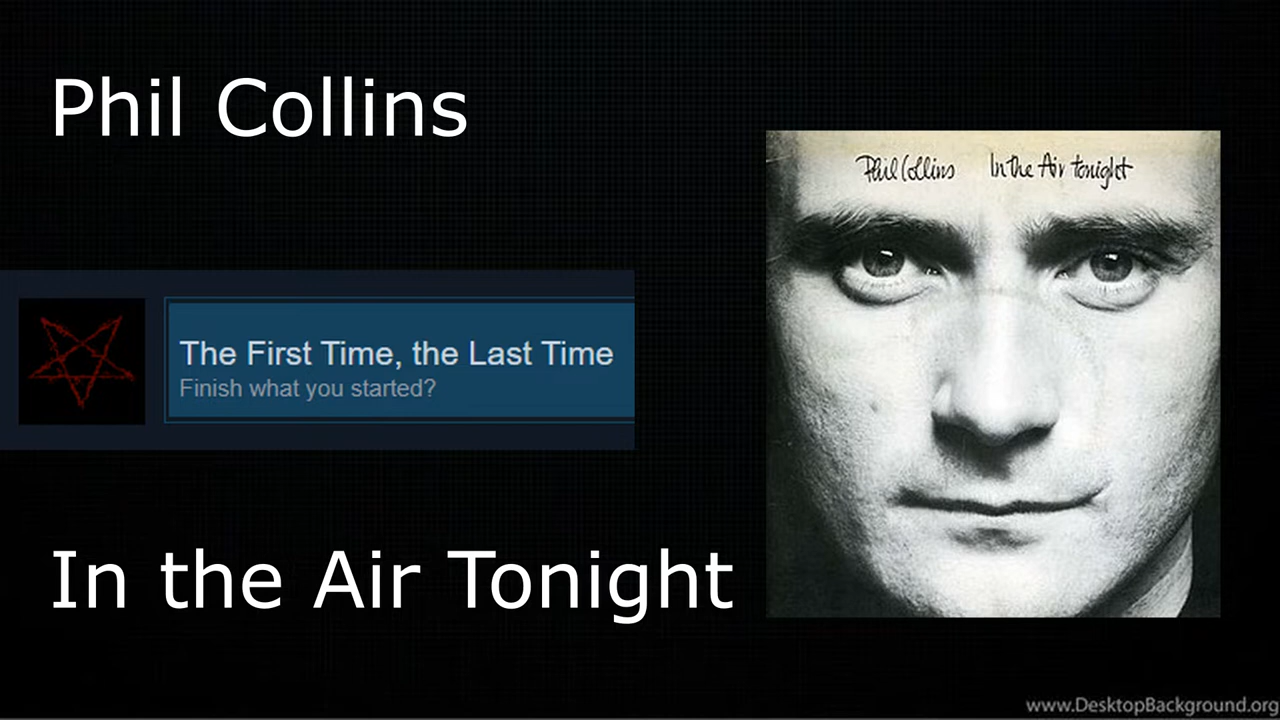 Phil Collins
Phil Collins In the Air tonight
The First Time, the Last Time
Finish what you started?
In the Air Tonight
www.DesktopBackground.org